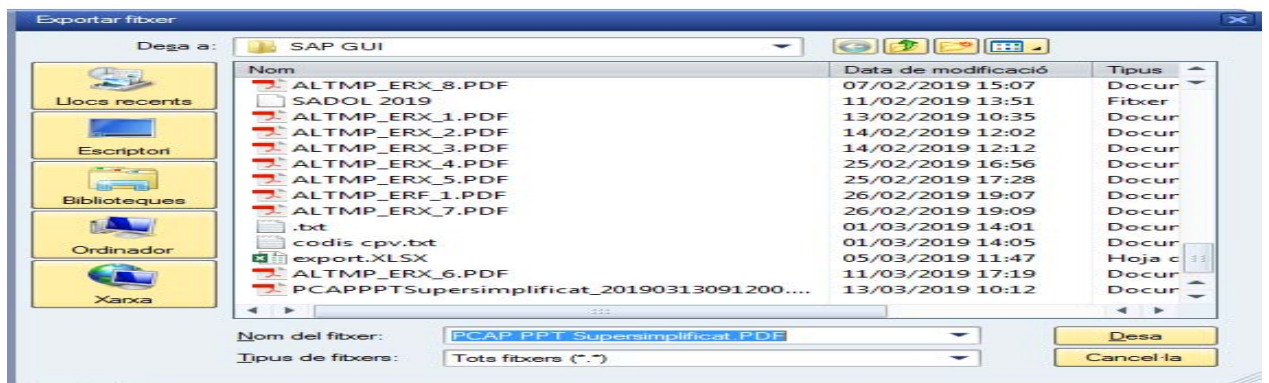 Exportar fitxer
Desa a: SAP GUI
Nom Data de modificació Tipus
ALTMP_ERX_8.PDF 07/02/2019 15:07 Docur
SADOL 2019 11/02/2019 13:51 Fitxer
ALTMP_ERX_1.PDF 13/02/2019 10:35 Docur
ALTMP_ERX_2.PDF 14/02/2019 12:02 Docur
ALTMP_ERX_3.PDF 14/02/2019 12:12 Docur
ALTMP_ERX_4.PDF 25/02/2019 16:56 Docur
ALTMP_ERX_5.PDF 25/02/2019 17:28 Docur
ALTMP_ERF_1.PDF 26/02/2019 19:07 Docur
ALTMP_ERX_7.PDF 26/02/2019 19:09 Docur
.txt 01/03/2019 14:01 Docur
codis cpv.txt 01/03/2019 14:05 Docur
export.XLSX 05/03/2019 11:47 Hoja c
ALTMP_ERX_6.PDF 11/03/2019 17:19 Docur
PCAPPPTSupersimplificat_20190313091200.... 13/03/2019 10:12 Docur
Llocs recents
Escriptori
Biblioteques
Ordinador
Xarxa
Nom del fitxer: PCAP PPT Supersimplificat.PDF Desa
Tipus de fitxers: Tots fitxers (*.*) Cancel·la